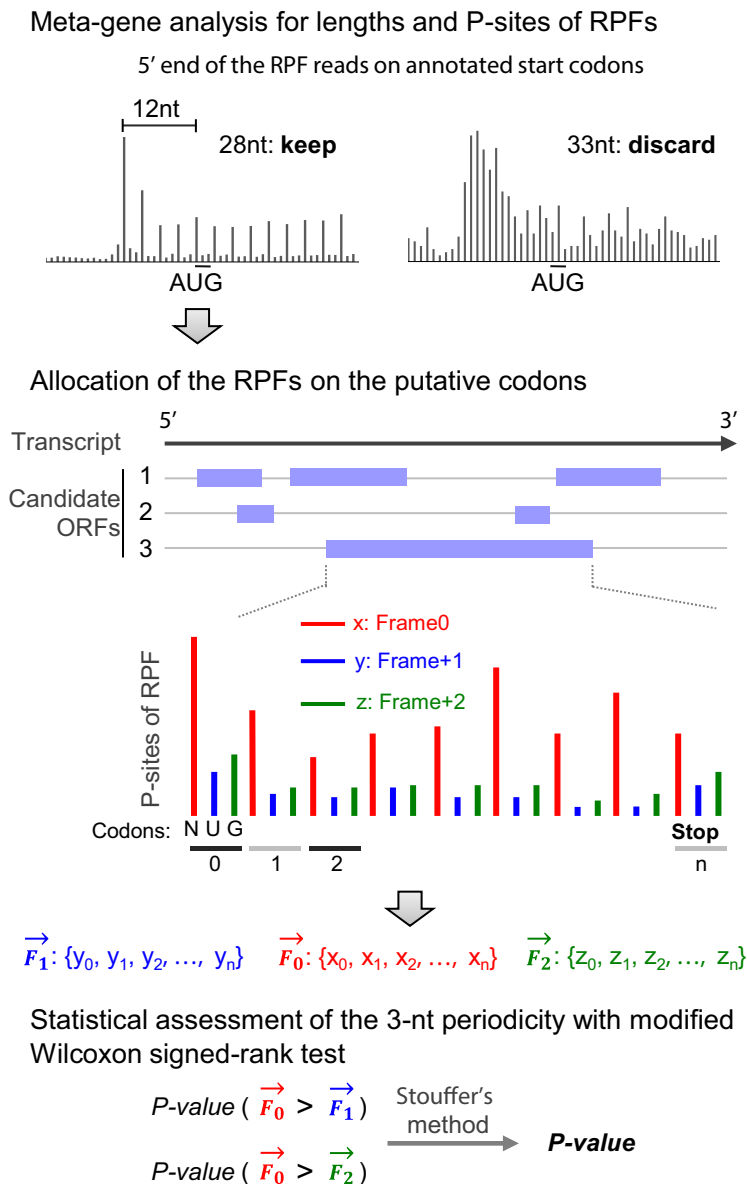 Meta-gene analysis for lengths and P-sites of RPFs
5′ end of the RPF reads on annotated start codons
12nt
28nt: keep
33nt: discard
AUG
AUG
Allocation of the RPFs on the putative codons
5′
3′
Transcript
Candidate ORFs
1
2
3
P-sites of RPF
x: Frame0
y: Frame+1
z: Frame+2
Codons: N U G
Stop
0
1
2
n
F₁: {y₀, y₁, y₂, …, yₙ}
F₀: {x₀, x₁, x₂, …, xₙ}
F₂: {z₀, z₁, z₂, …, zₙ}
Statistical assessment of the 3-nt periodicity with modified
Wilcoxon signed-rank test
P-value ( F₀ > F₁ )
Stouffer's
method
P-value
P-value ( F₀ > F₂ )